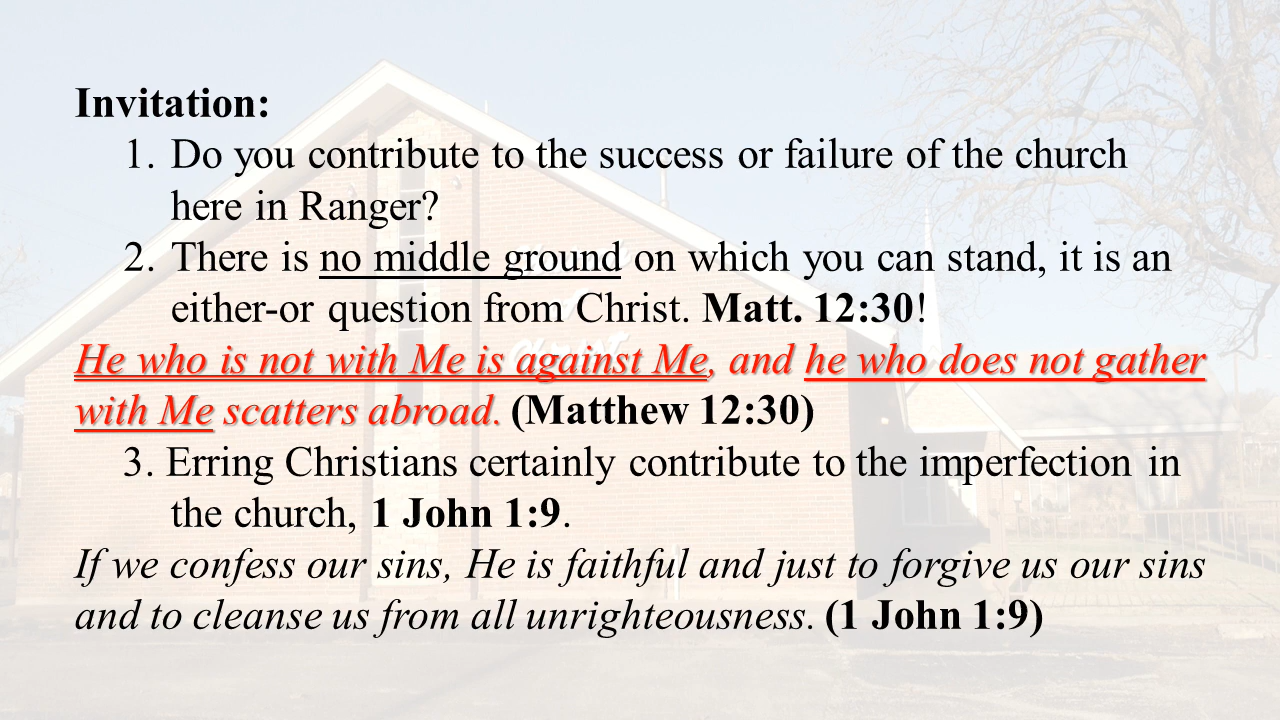 Invitation:
1. Do you contribute to the success or failure of the church
here in Ranger?
2. There is no middle ground on which you can stand, it is an
either-or question from Christ. Matt. 12:30!
He who is not with Me is against Me, and he who does not gather
with Me scatters abroad. (Matthew 12:30)
3. Erring Christians certainly contribute to the imperfection in
the church, 1 John 1:9.
If we confess our sins, He is faithful and just to forgive us our sins
and to cleanse us from all unrighteousness. (1 John 1:9)